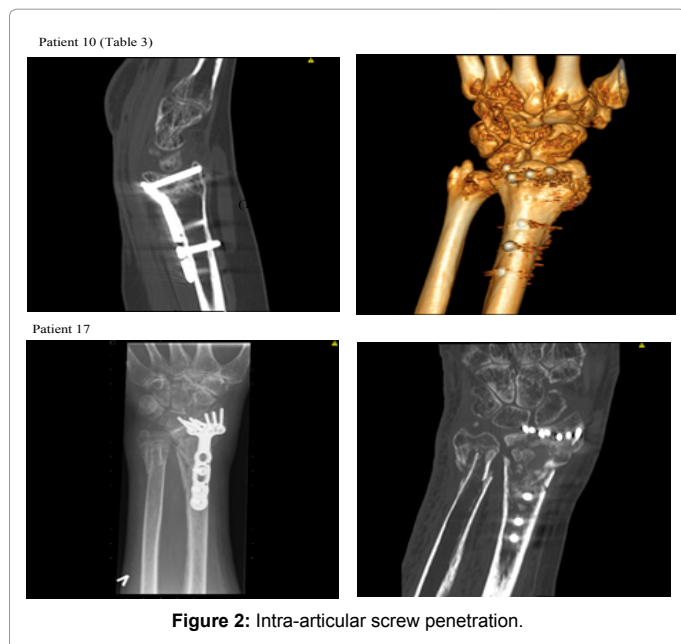 Patient 10 (Table 3)
Patient 17
Figure 2: Intra-articular screw penetration.